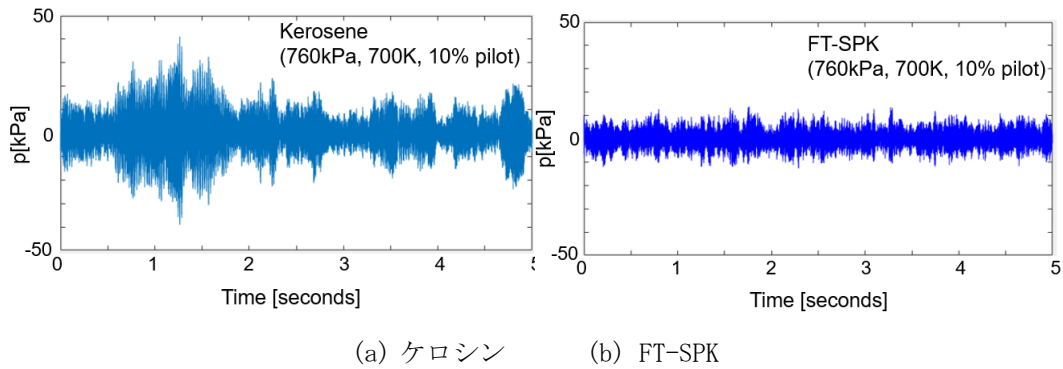 50
0
-50
p[kPa]
Kerosene
(760kPa, 700K, 10% pilot)
0 1 2 3 4
Time [seconds]
50
0
-50
p[kPa]
FT-SPK
(760kPa, 700K, 10% pilot)
0 1 2 3 4 5
Time [seconds]
(a) ケロシン (b) FT-SPK